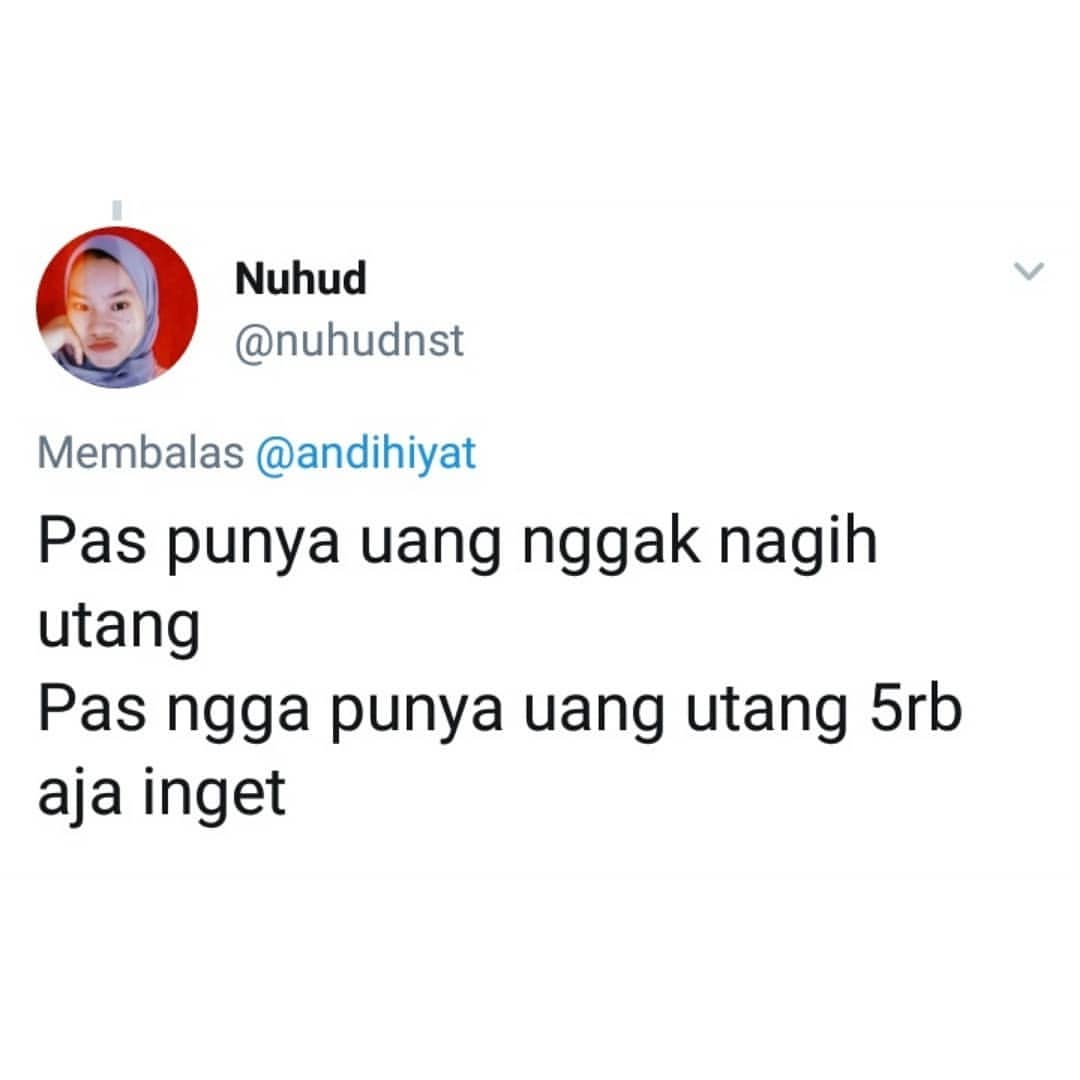 Nuhud
@nuhudnst
Membalas @andihiyat
Pas punya uang nggak nagih
utang
Pas ngga punya uang utang 5rb
aja inget